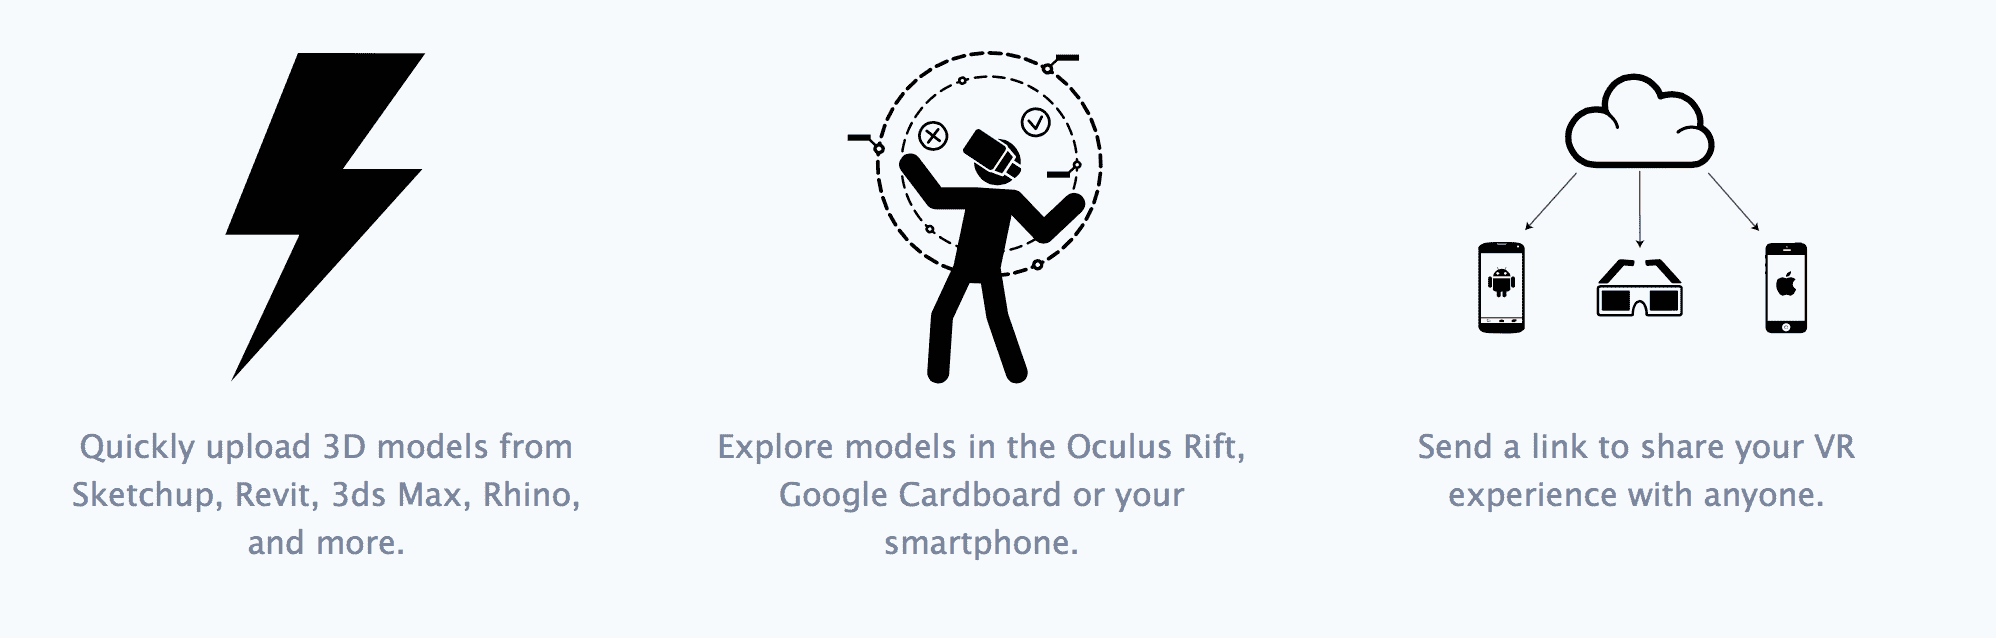 Quickly upload 3D models from
Sketchup, Revit, 3ds Max, Rhino,
and more.
Explore models in the Oculus Rift,
Google Cardboard or your
smartphone.
Send a link to share your VR
experience with anyone.